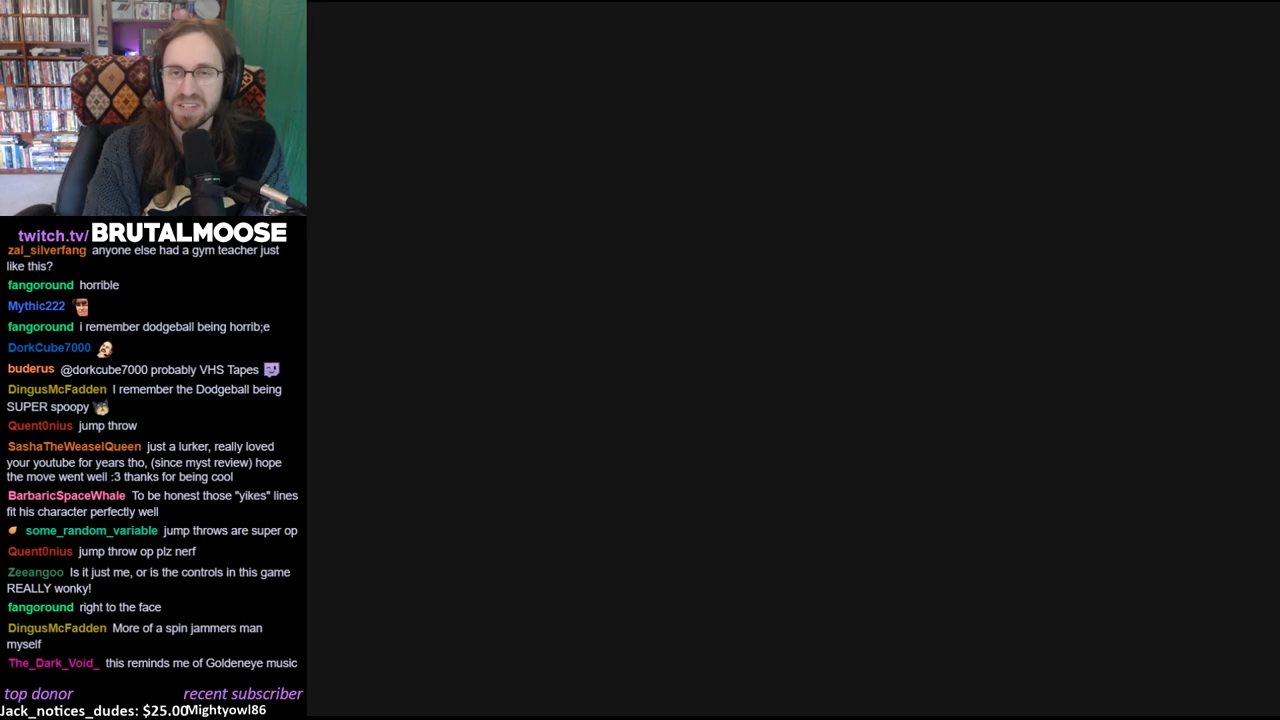 twitch.tv/ BRUTALMOOSE
zal_silverfang anyone else had a gym teacher just
like this?
fangoround horrible
Mythic222
fangoround i remember dodgeball being horrib;e
DorkCube7000
buderus @dorkcube7000 probably VHS Tapes
DingusMcFadden I remember the Dodgeball being
SUPER spoopy
Quent0nius jump throw
SashaTheWeaselQueen just a lurker, really loved
your youtube for years tho, (since myst review) hope
the move went well :3 thanks for being cool
BarbaricSpaceWhale To be honest those "yikes" lines
fit his character perfectly well
some_random_variable jump throws are super op
Quent0nius jump throw op plz nerf
Zeeangoo Is it just me, or is the controls in this game
REALLY wonky!
fangoround right to the face
DingusMcFadden More of a spin jammers man
myself
The_Dark_Void_ this reminds me of Goldeneye music
top donor recent subscriber
Jack_notices_dudes: $25.00 Mightyowl86